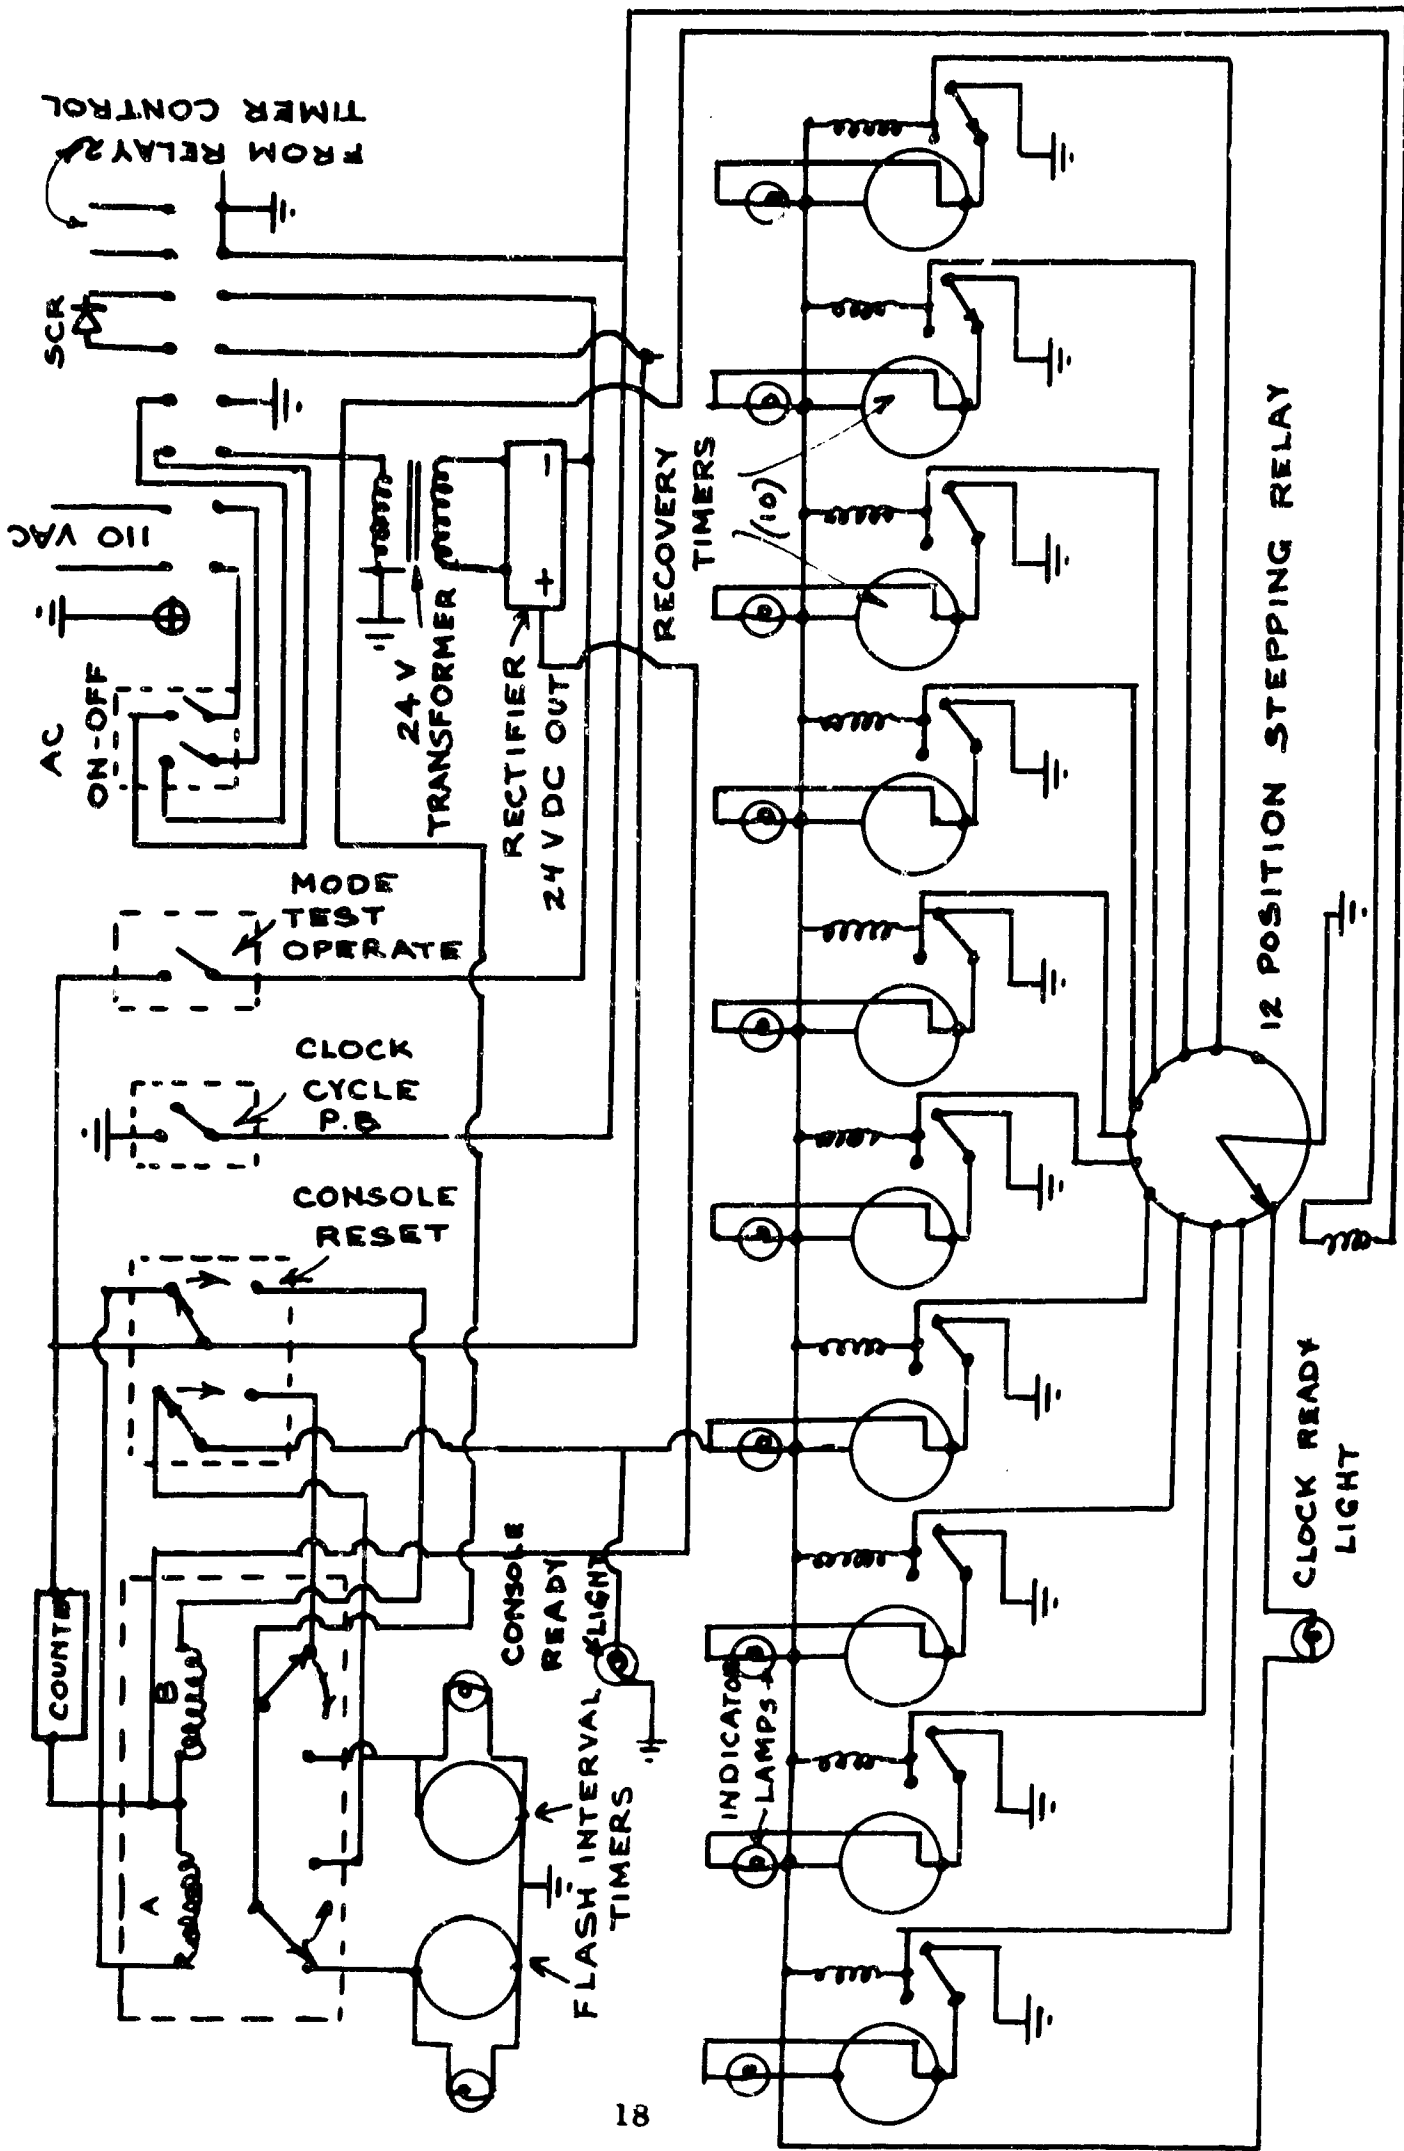 FROM RELAY 2
TIMER CONTROL
SCR
110 VAC
AC
ON-OFF
24 V
TRANSFORMER
-
+
RECTIFIER
24 V DC OUT
MODE
TEST
OPERATE
CLOCK
CYCLE
P.B
CONSOLE
RESET
COUNTER
B
A
CONSOLE
READY
LIGHT
FLASH INTERVAL
TIMERS
RECOVERY
TIMERS
(10)
INDICATOR
LAMPS
12 POSITION STEPPING RELAY
CLOCK READY
LIGHT
18